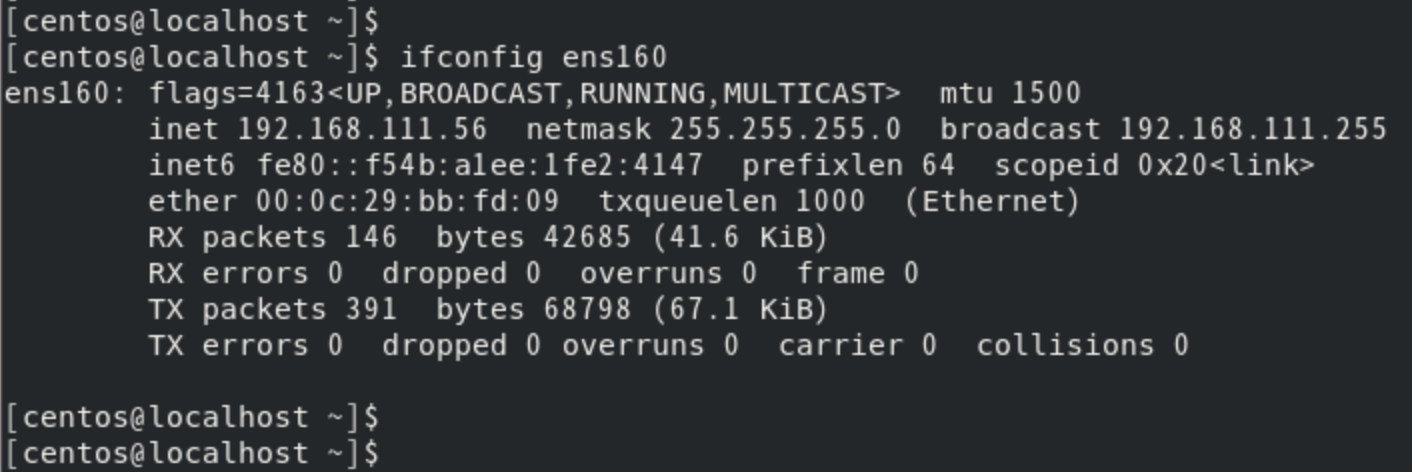 [centos@localhost ~]$
[centos@localhost ~]$ ifconfig ens160
ens160: flags=4163<UP,BROADCAST,RUNNING,MULTICAST>  mtu 1500
        inet 192.168.111.56  netmask 255.255.255.0  broadcast 192.168.111.255
        inet6 fe80::f54b:a1ee:1fe2:4147  prefixlen 64  scopeid 0x20<link>
        ether 00:0c:29:bb:fd:09  txqueuelen 1000  (Ethernet)
        RX packets 146  bytes 42685 (41.6 KiB)
        RX errors 0  dropped 0  overruns 0  frame 0
        TX packets 391  bytes 68798 (67.1 KiB)
        TX errors 0  dropped 0 overruns 0  carrier 0  collisions 0
[centos@localhost ~]$
[centos@localhost ~]$